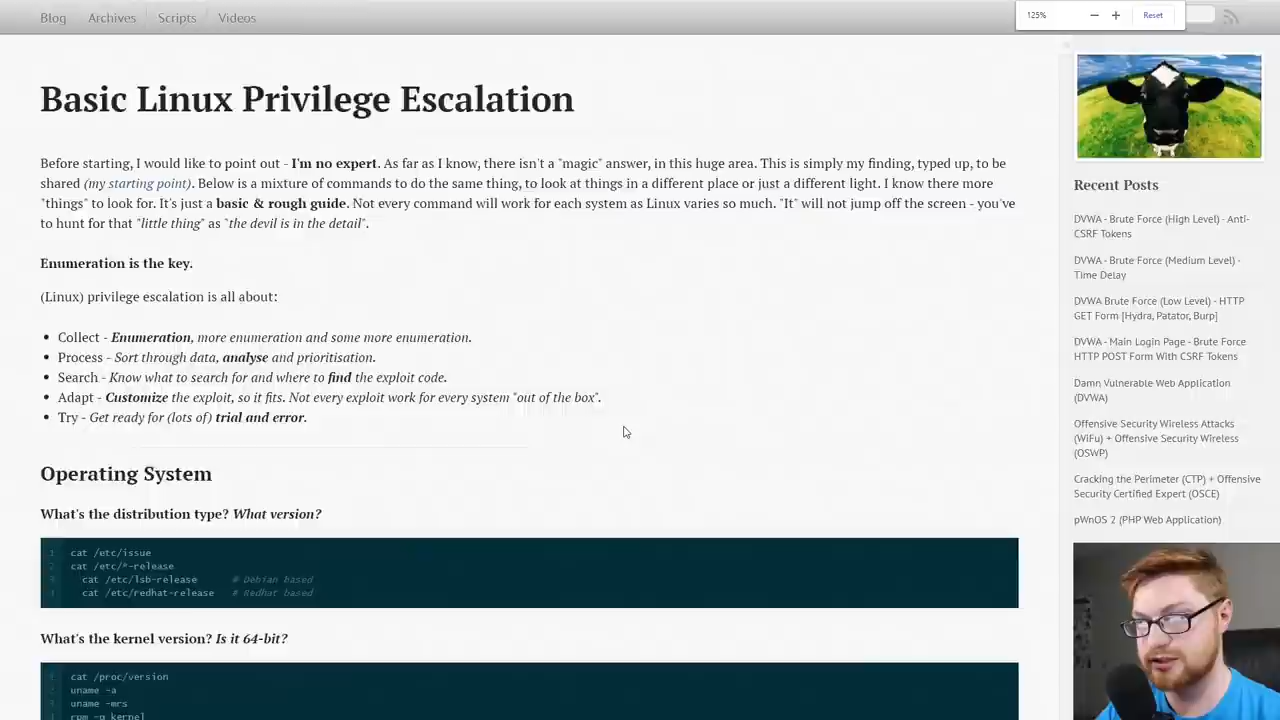 Blog Archives Scripts Videos
125% − + Reset
Basic Linux Privilege Escalation
Before starting, I would like to point out - I'm no expert. As far as I know, there isn't a "magic" answer, in this huge area. This is simply my finding, typed up, to be
shared (my starting point). Below is a mixture of commands to do the same thing, to look at things in a different place or just a different light. I know there more
"things" to look for. It's just a basic & rough guide. Not every command will work for each system as Linux varies so much. "It" will not jump off the screen - you've
to hunt for that "little thing" as "the devil is in the detail".
Enumeration is the key.
(Linux) privilege escalation is all about:
• Collect - Enumeration, more enumeration and some more enumeration.
• Process - Sort through data, analyse and prioritisation.
• Search - Know what to search for and where to find the exploit code.
• Adapt - Customize the exploit, so it fits. Not every exploit work for every system "out of the box".
• Try - Get ready for (lots of) trial and error.
Operating System
What's the distribution type? What version?
1 cat /etc/issue
2 cat /etc/*-release
3 cat /etc/lsb-release # Debian based
4 cat /etc/redhat-release # Redhat based
What's the kernel version? Is it 64-bit?
1 cat /proc/version
2 uname -a
3 uname -mrs
4 rpm -q kernel
Recent Posts
DVWA - Brute Force (High Level) - Anti-
CSRF Tokens
DVWA - Brute Force (Medium Level) -
Time Delay
DVWA Brute Force (Low Level) - HTTP
GET Form [Hydra, Patator, Burp]
DVWA - Main Login Page - Brute Force
HTTP POST Form With CSRF Tokens
Damn Vulnerable Web Application
(DVWA)
Offensive Security Wireless Attacks
(WiFu) + Offensive Security Wireless
(OSWP)
Cracking the Perimeter (CTP) + Offensive
Security Certified Expert (OSCE)
pWnOS 2 (PHP Web Application)